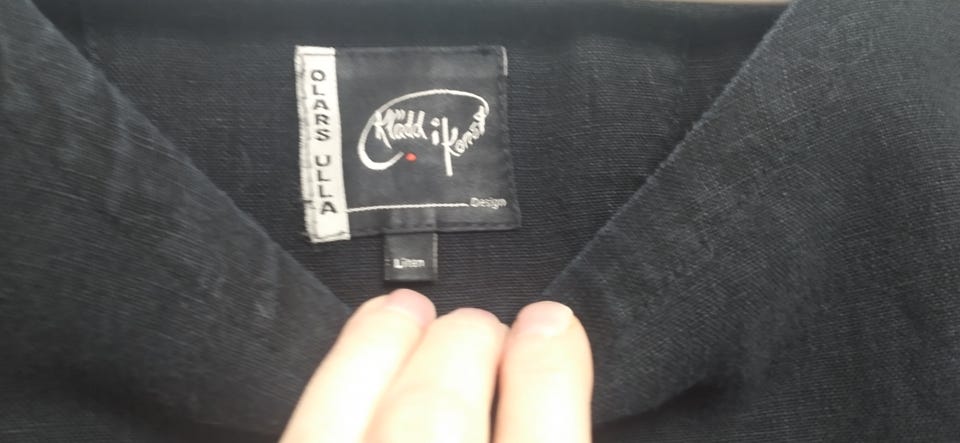 OLARS ULLA
Klädd i Konst
Design
Linen